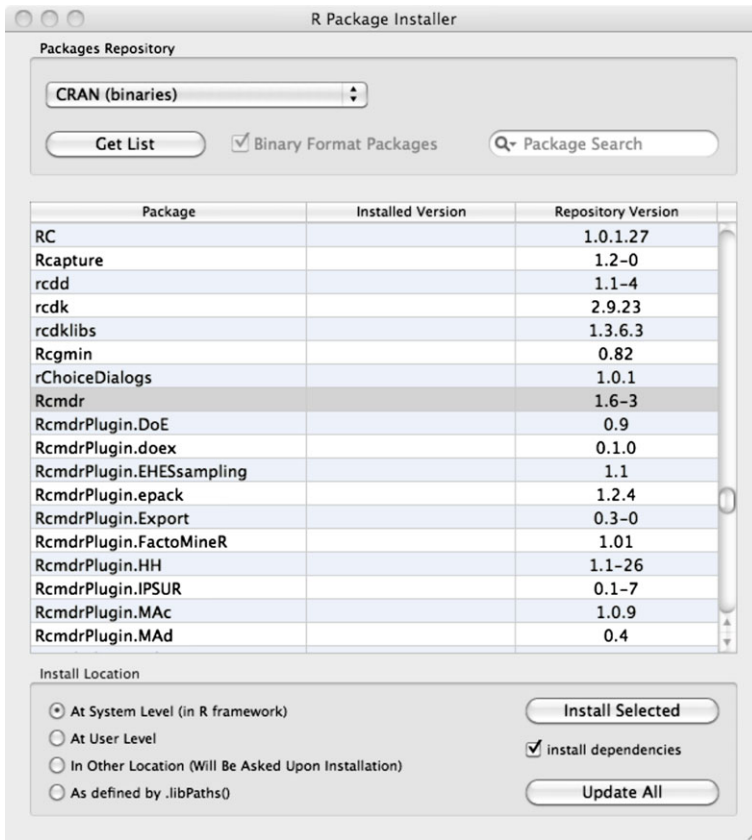 R Package Installer
Packages Repository
CRAN (binaries)
Get List Binary Format Packages Package Search
Package Installed Version Repository Version
RC 1.0.1.27
Rcapture 1.2-0
rcdd 1.1-4
rcdk 2.9.23
rcdklibs 1.3.6.3
Rcgmin 0.82
rChoiceDialogs 1.0.1
Rcmdr 1.6-3
RcmdrPlugin.DoE 0.9
RcmdrPlugin.doex 0.1.0
RcmdrPlugin.EHESsampling 1.1
RcmdrPlugin.epack 1.2.4
RcmdrPlugin.Export 0.3-0
RcmdrPlugin.FactoMineR 1.01
RcmdrPlugin.HH 1.1-26
RcmdrPlugin.IPSUR 0.1-7
RcmdrPlugin.MAc 1.0.9
RcmdrPlugin.MAd 0.4
Install Location
At System Level (in R framework) Install Selected
At User Level
install dependencies
In Other Location (Will Be Asked Upon Installation)
As defined by .libPaths() Update All